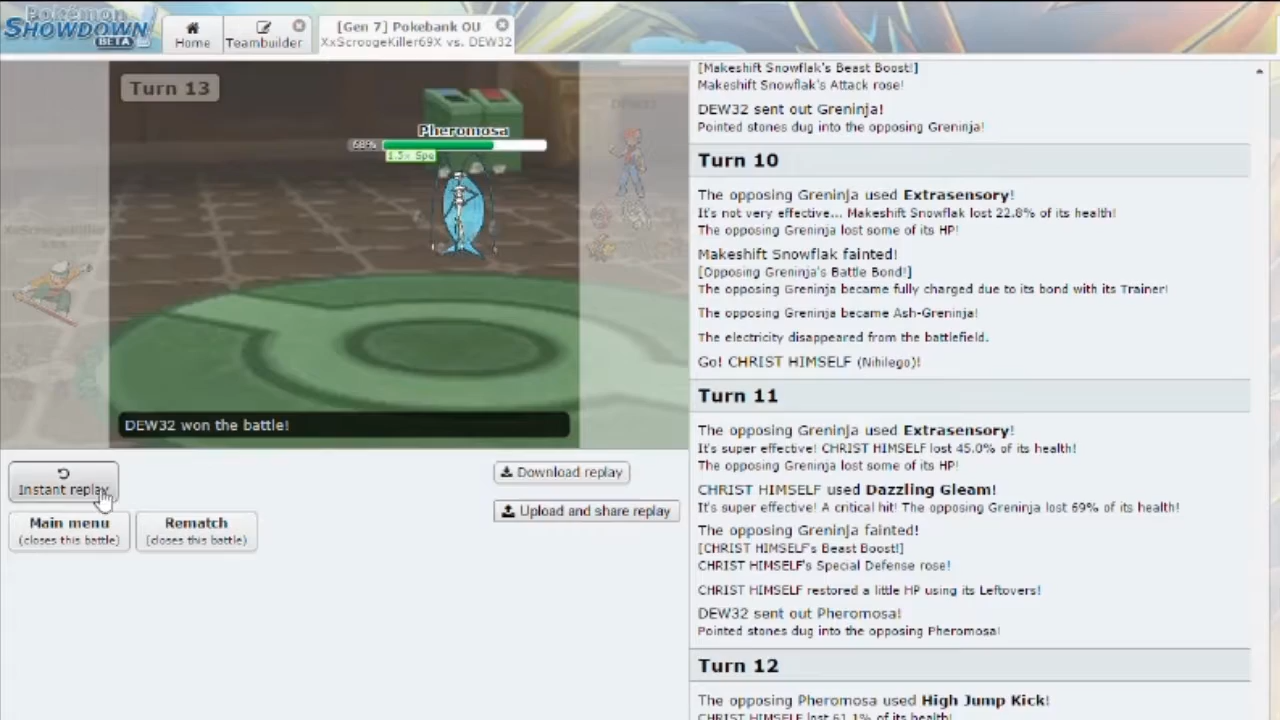 Pokémon
SHOWDOWN
BETA
Home
Teambuilder
[Gen 7] Pokebank OU
XxScroogeKiller69X vs. DEW32
Turn 13
Pheromosa
68%
1.5× Spe
DEW32 won the battle!
Instant replay
Download replay
Upload and share replay
Main menu
(closes this battle)
Rematch
(closes this battle)
[Makeshift Snowflak's Beast Boost!]
Makeshift Snowflak's Attack rose!
DEW32 sent out Greninja!
Pointed stones dug into the opposing Greninja!
Turn 10
The opposing Greninja used Extrasensory!
It's not very effective... Makeshift Snowflak lost 22.8% of its health!
The opposing Greninja lost some of its HP!
Makeshift Snowflak fainted!
[Opposing Greninja's Battle Bond!]
The opposing Greninja became fully charged due to its bond with its Trainer!
The opposing Greninja became Ash-Greninja!
The electricity disappeared from the battlefield.
Go! CHRIST HIMSELF (Nihilego)!
Turn 11
The opposing Greninja used Extrasensory!
It's super effective! CHRIST HIMSELF lost 45.0% of its health!
The opposing Greninja lost some of its HP!
CHRIST HIMSELF used Dazzling Gleam!
It's super effective! A critical hit! The opposing Greninja lost 69% of its health!
The opposing Greninja fainted!
[CHRIST HIMSELF's Beast Boost!]
CHRIST HIMSELF's Special Defense rose!
CHRIST HIMSELF restored a little HP using its Leftovers!
DEW32 sent out Pheromosa!
Pointed stones dug into the opposing Pheromosa!
Turn 12
The opposing Pheromosa used High Jump Kick!
CHRIST HIMSELF lost 61.1% of its health!